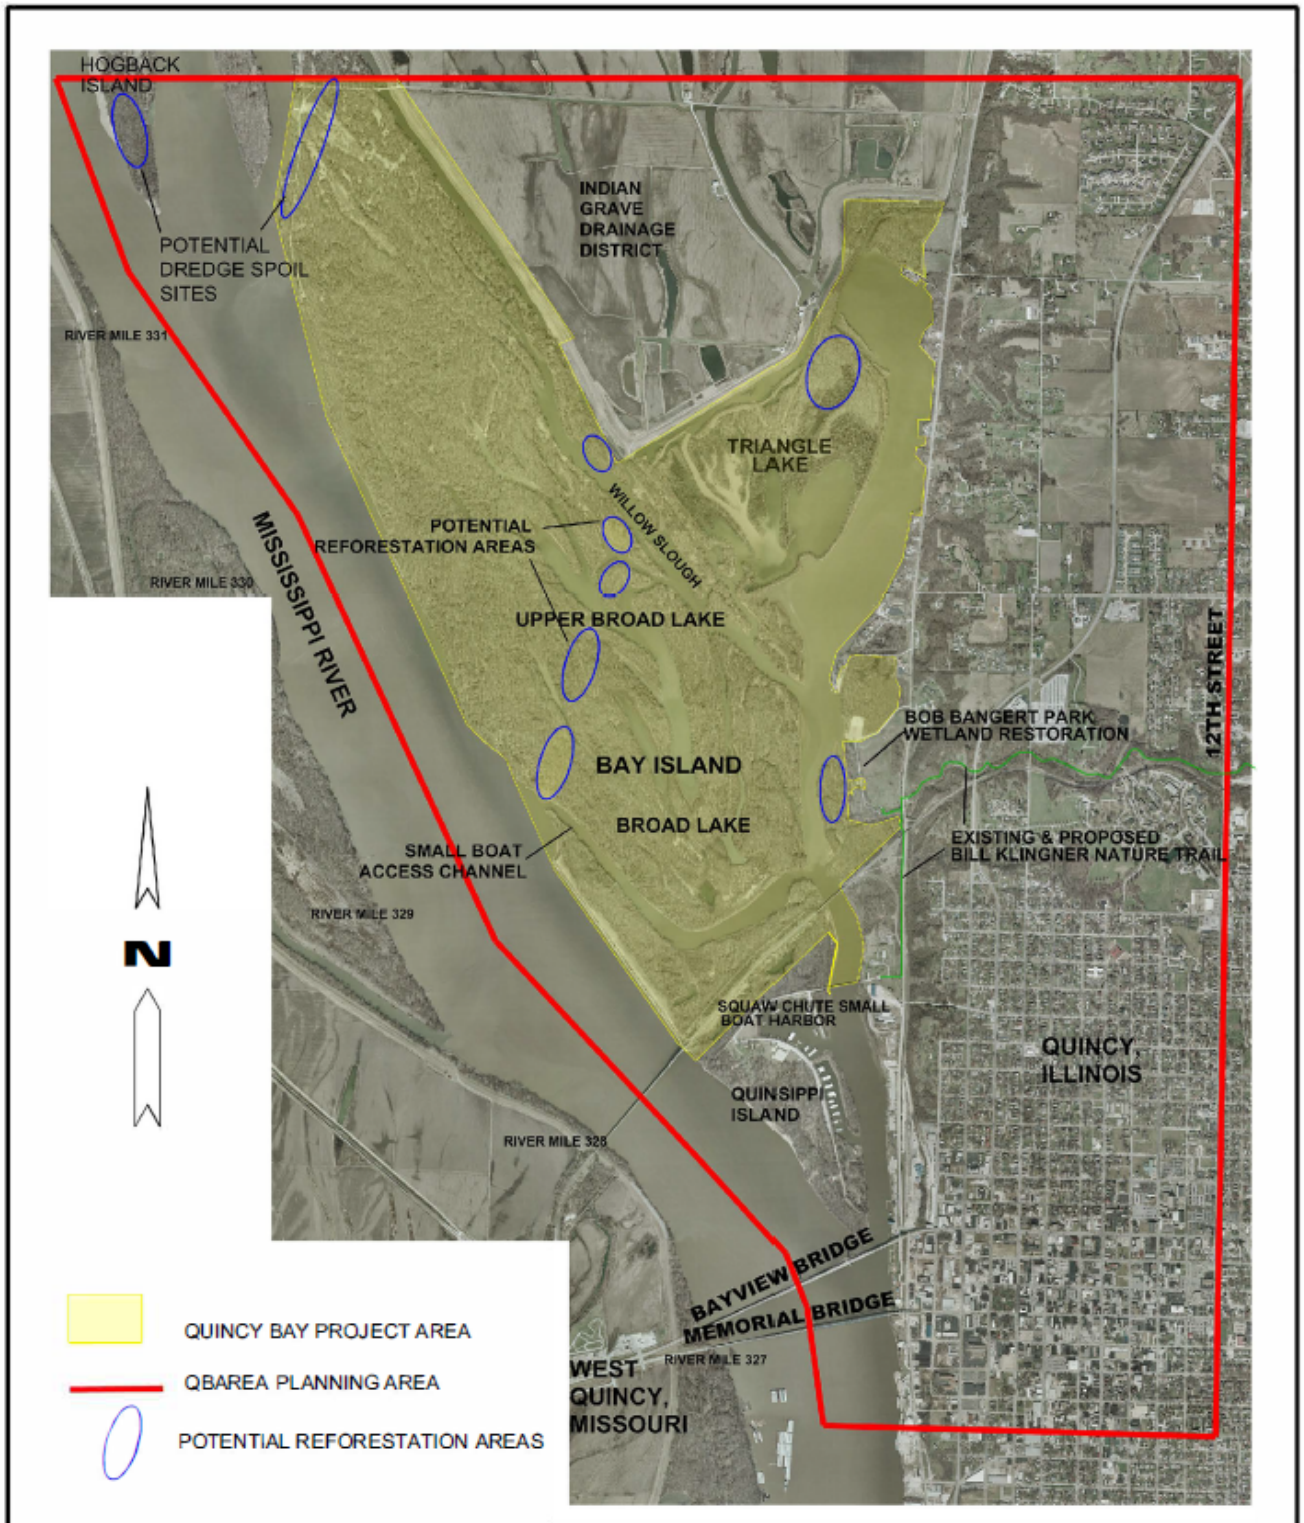 HOGBACK
ISLAND
INDIAN
GRAVE
DRAINAGE
DISTRICT
POTENTIAL
DREDGE SPOIL
SITES
RIVER MILE 331
TRIANGLE
LAKE
WILLOW SLOUGH
POTENTIAL
REFORESTATION AREAS
MISSISSIPPI RIVER
RIVER MILE 330
UPPER BROAD LAKE
12TH STREET
BOB BANGERT PARK
WETLAND RESTORATION
BAY ISLAND
BROAD LAKE
EXISTING & PROPOSED
BILL KLINGNER NATURE TRAIL
SMALL BOAT
ACCESS CHANNEL
RIVER MILE 329
N
SQUAW CHUTE SMALL
BOAT HARBOR
QUINCY,
ILLINOIS
QUINSIPPI
ISLAND
RIVER MILE 328
BAYVIEW BRIDGE
MEMORIAL BRIDGE
RIVER MILE 327
WEST
QUINCY,
MISSOURI
QUINCY BAY PROJECT AREA
QBAREA PLANNING AREA
POTENTIAL REFORESTATION AREAS